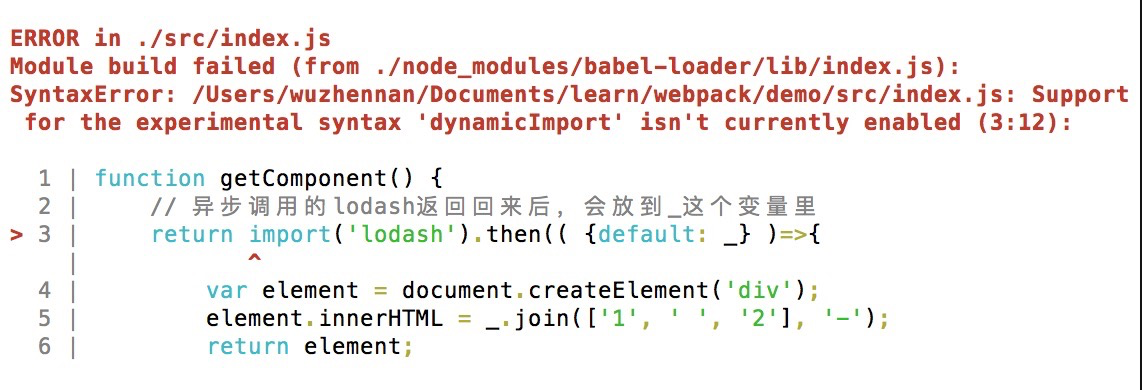 ERROR in ./src/index.js
Module build failed (from ./node_modules/babel-loader/lib/index.js):
SyntaxError: /Users/wuzhennan/Documents/learn/webpack/demo/src/index.js: Support
 for the experimental syntax 'dynamicImport' isn't currently enabled (3:12):
  1 | function getComponent() {
  2 |     // 异步调用的lodash返回回来后，会放到_这个变量里
> 3 |     return import('lodash').then(( {default: _} )=>{
    |            ^
  4 |         var element = document.createElement('div');
  5 |         element.innerHTML = _.join(['1', ' ', '2'], '-');
  6 |         return element;